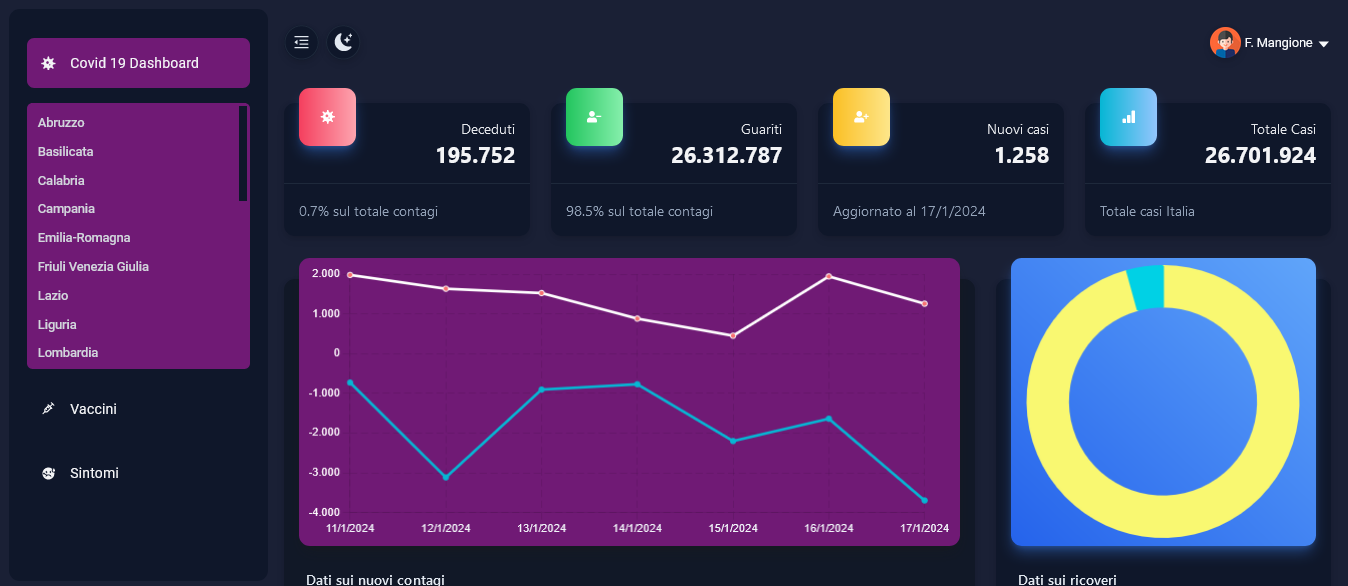 Covid 19 Dashboard
Abruzzo
Basilicata
Calabria
Campania
Emilia-Romagna
Friuli Venezia Giulia
Lazio
Liguria
Lombardia
Vaccini
Sintomi
F. Mangione
Deceduti
195.752
0.7% sul totale contagi
Guariti
26.312.787
98.5% sul totale contagi
Nuovi casi
1.258
Aggiornato al 17/1/2024
Totale Casi
26.701.924
Totale casi Italia
2.000
1.000
0
-1.000
-2.000
-3.000
-4.000
11/1/2024 12/1/2024 13/1/2024 14/1/2024 15/1/2024 16/1/2024 17/1/2024
Dati sui nuovi contagi
Dati sui ricoveri